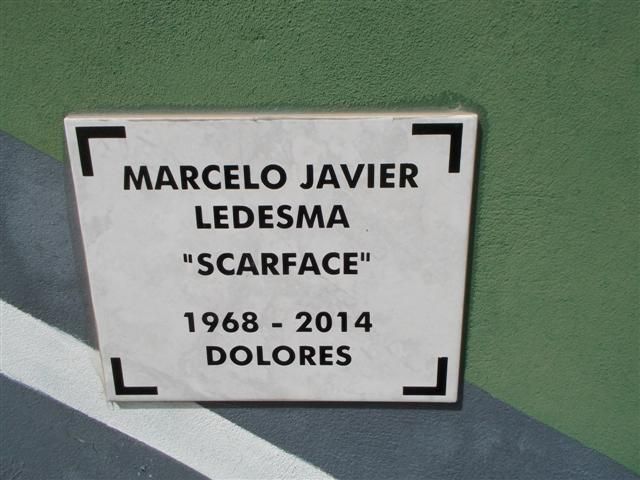 MARCELO JAVIER
LEDESMA
"SCARFACE"
1968 - 2014
DOLORES